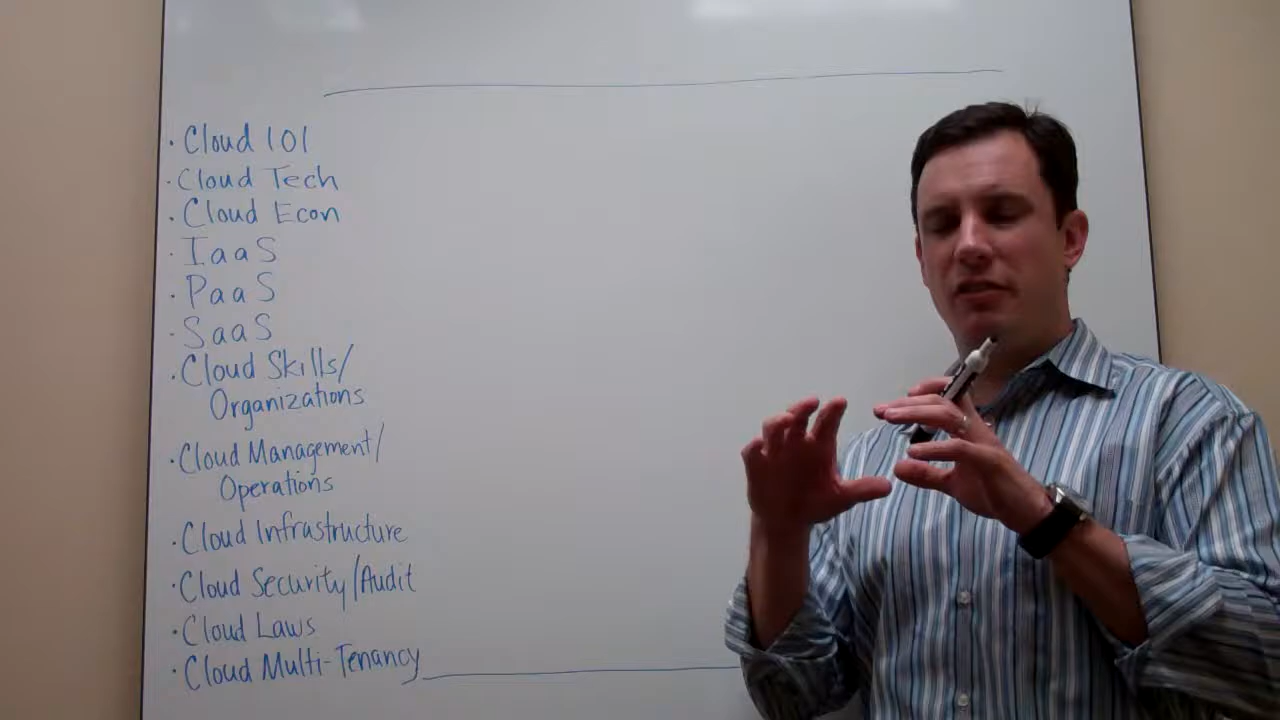 · Cloud 101
· Cloud Tech
· Cloud Econ
· IaaS
· PaaS
· SaaS
· Cloud Skills/
Organizations
· Cloud Management/
Operations
· Cloud Infrastructure
· Cloud Security/Audit
· Cloud Laws
· Cloud Multi-Tenancy